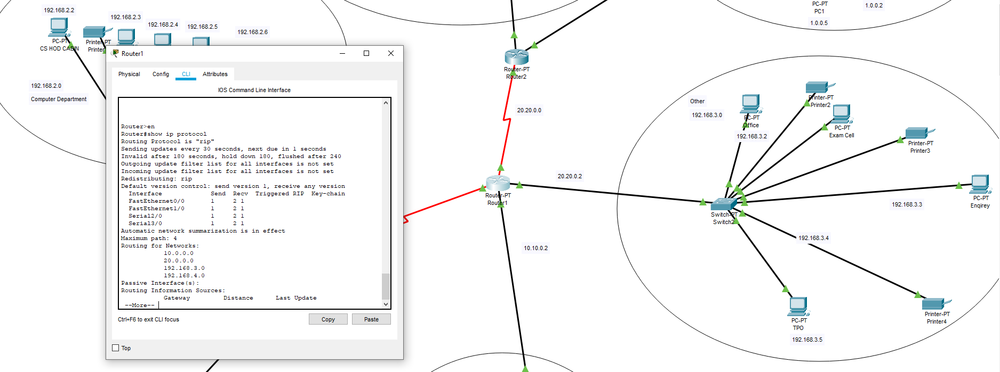 192.168.2.2
192.168.2.3
192.168.2.4
192.168.2.5
192.168.2.6
PC-PT
CS HOD CABIN
Printer-PT
Printer
192.168.2.0
Computer Department
Router1
Physical
Config
CLI
Attributes
IOS Command Line Interface
Router>en
Router#show ip protocol
Routing Protocol is "rip"
Sending updates every 30 seconds, next due in 1 seconds
Invalid after 180 seconds, hold down 180, flushed after 240
Outgoing update filter list for all interfaces is not set
Incoming update filter list for all interfaces is not set
Redistributing: rip
Default version control: send version 1, receive any version
Interface Send Recv Triggered RIP Key-chain
FastEthernet0/0 1 2 1
FastEthernet1/0 1 2 1
Serial2/0 1 2 1
Serial3/0 1 2 1
Automatic network summarization is in effect
Maximum path: 4
Routing for Networks:
10.0.0.0
20.0.0.0
192.168.3.0
192.168.4.0
Passive Interface(s):
Routing Information Sources:
Gateway Distance Last Update
--More--
Ctrl+F6 to exit CLI focus
Copy
Paste
Top
Router-PT
Router2
20.20.0.0
Router-PT
Router1
20.20.0.2
10.10.0.2
PC-PT
PC1
1.0.0.2
1.0.0.5
Other
192.168.3.0
PC-PT
Office
192.168.3.2
Printer-PT
Printer2
PC-PT
Exam Cell
Printer-PT
Printer3
PC-PT
Enqirey
192.168.3.3
Switch-PT
Switch2
192.168.3.4
PC-PT
TPO
192.168.3.5
Printer-PT
Printer4